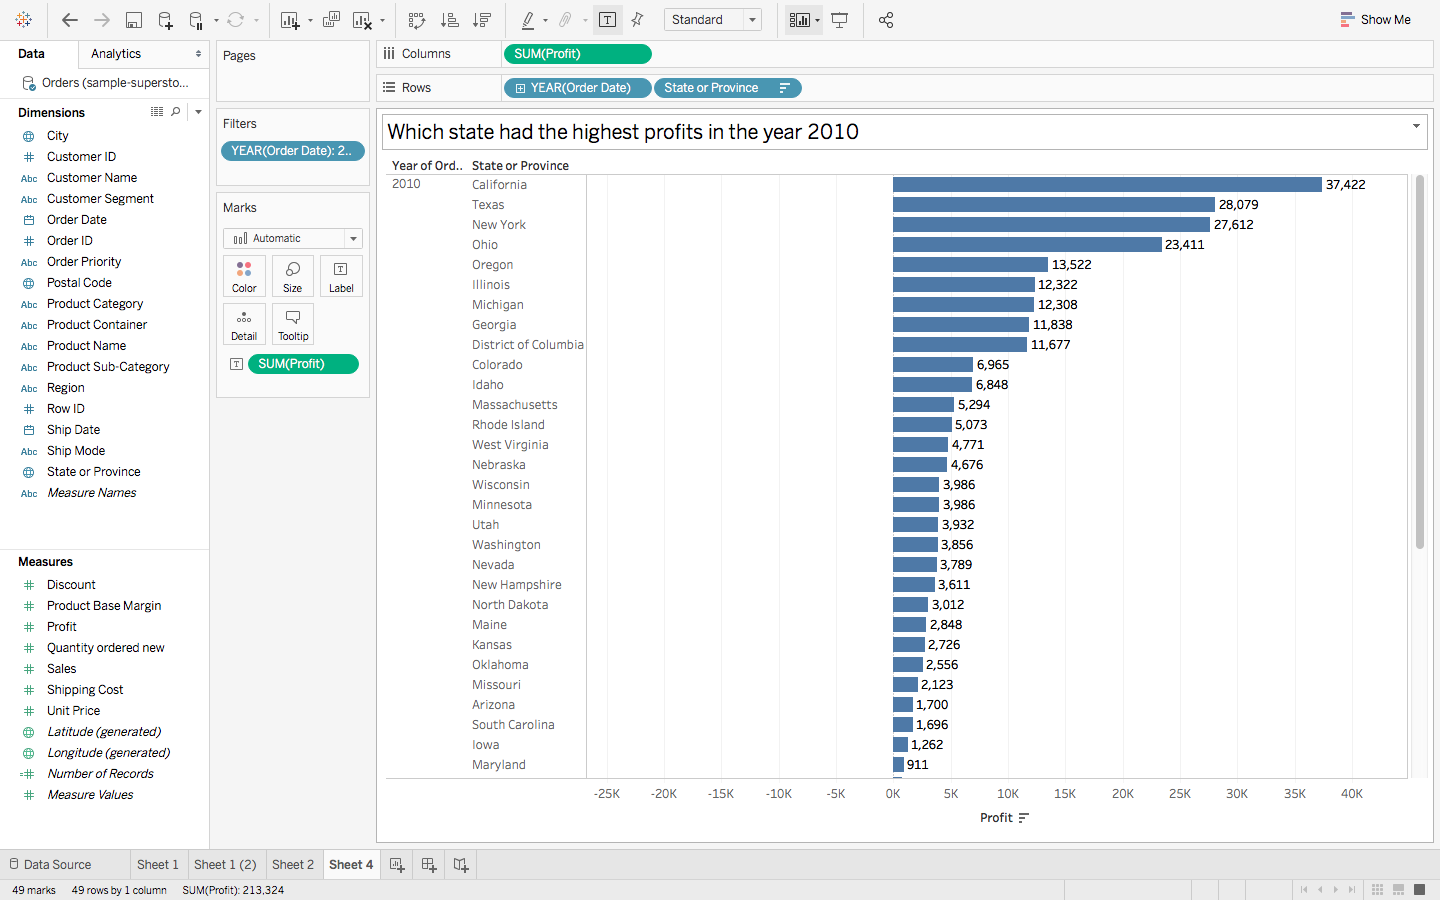 Standard
Show Me
Data
Analytics
Orders (sample-supersto...
Dimensions
City
Customer ID
Abc Customer Name
Abc Customer Segment
Order Date
Order ID
Abc Order Priority
Postal Code
Abc Product Category
Abc Product Container
Abc Product Name
Abc Product Sub-Category
Abc Region
Row ID
Ship Date
Abc Ship Mode
State or Province
Abc Measure Names
Measures
Discount
Product Base Margin
Profit
Quantity ordered new
Sales
Shipping Cost
Unit Price
Latitude (generated)
Longitude (generated)
Number of Records
Measure Values
Pages
Filters
YEAR(Order Date): 2..
Marks
Automatic
Color
Size
Label
Detail
Tooltip
SUM(Profit)
Columns
SUM(Profit)
Rows
YEAR(Order Date)
State or Province
Which state had the highest profits in the year 2010
Year of Ord.. State or Province
2010 California 37,422
Texas 28,079
New York 27,612
Ohio 23,411
Oregon 13,522
Illinois 12,322
Michigan 12,308
Georgia 11,838
District of Columbia 11,677
Colorado 6,965
Idaho 6,848
Massachusetts 5,294
Rhode Island 5,073
West Virginia 4,771
Nebraska 4,676
Wisconsin 3,986
Minnesota 3,986
Utah 3,932
Washington 3,856
Nevada 3,789
New Hampshire 3,611
North Dakota 3,012
Maine 2,848
Kansas 2,726
Oklahoma 2,556
Missouri 2,123
Arizona 1,700
South Carolina 1,696
Iowa 1,262
Maryland 911
-25K -20K -15K -10K -5K 0K 5K 10K 15K 20K 25K 30K 35K 40K
Profit
Data Source
Sheet 1
Sheet 1 (2)
Sheet 2
Sheet 4
49 marks
49 rows by 1 column
SUM(Profit): 213,324